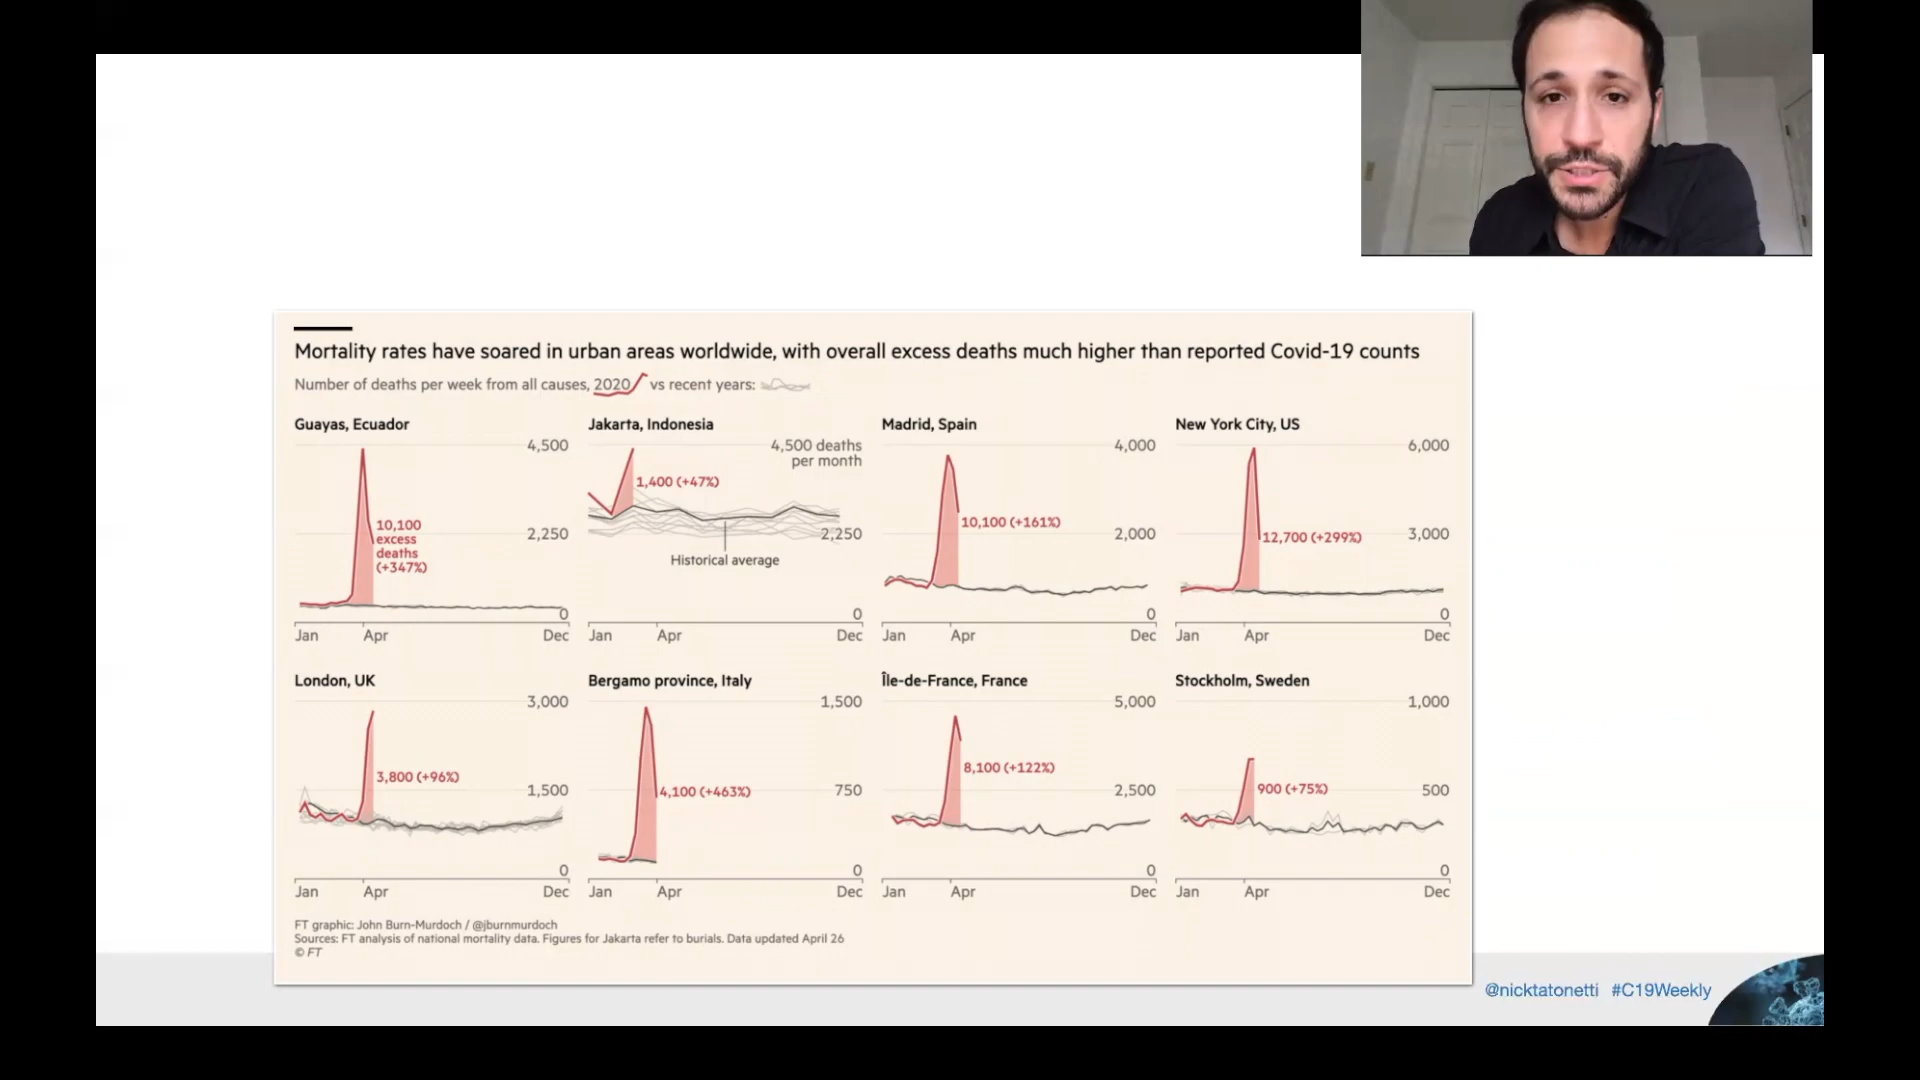 Mortality rates have soared in urban areas worldwide, with overall excess deaths much higher than reported Covid-19 counts
Number of deaths per week from all causes, 2020 vs recent years:
Guayas, Ecuador
4,500
10,100
excess
deaths
(+347%)
2,250
0
Jan Apr Dec
Jakarta, Indonesia
4,500 deaths
per month
1,400 (+47%)
2,250
Historical average
0
Jan Apr Dec
Madrid, Spain
4,000
10,100 (+161%)
2,000
0
Jan Apr Dec
New York City, US
6,000
12,700 (+299%)
3,000
0
Jan Apr Dec
London, UK
3,000
3,800 (+96%)
1,500
0
Jan Apr Dec
Bergamo province, Italy
1,500
4,100 (+463%)
750
0
Jan Apr Dec
Île-de-France, France
5,000
8,100 (+122%)
2,500
0
Jan Apr Dec
Stockholm, Sweden
1,000
900 (+75%)
500
0
Jan Apr Dec
FT graphic: John Burn-Murdoch / @jburnmurdoch
Sources: FT analysis of national mortality data. Figures for Jakarta refer to burials. Data updated April 26
© FT
@nicktatonetti #C19Weekly